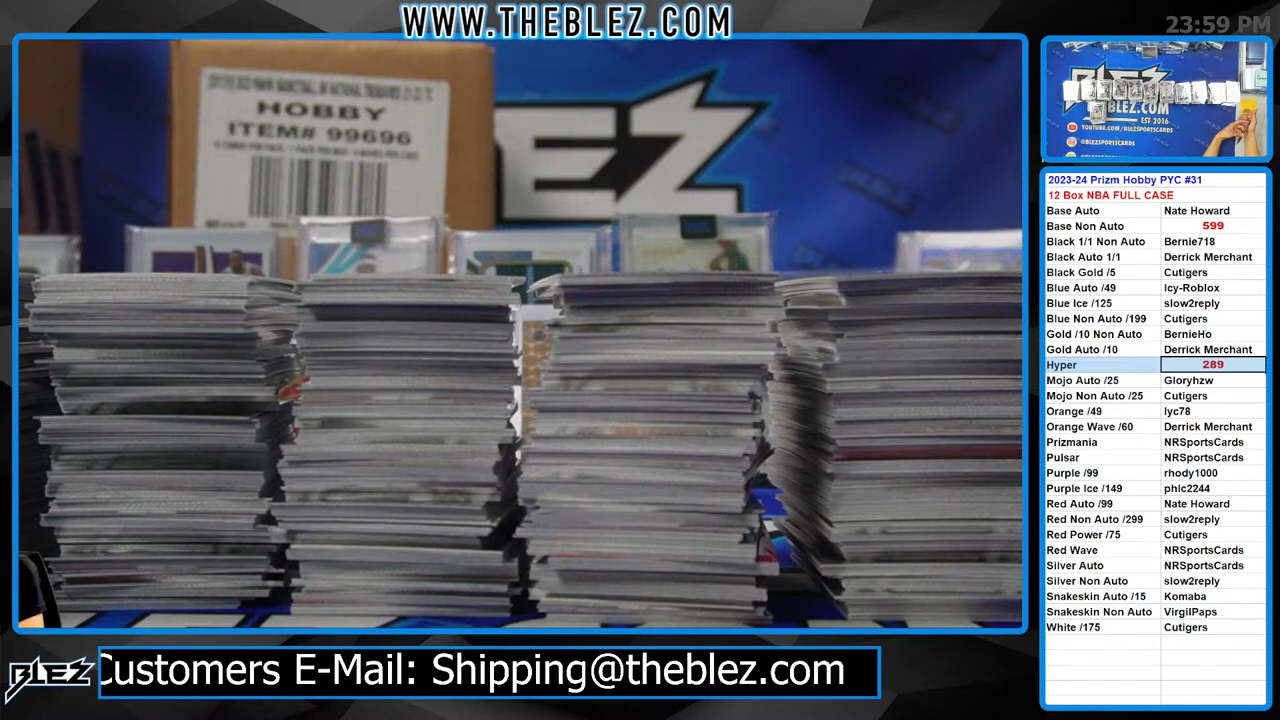 WWW.THEBLEZ.COM
23:59 PM
HOBBY
ITEM# 99696
EZ
BLEZ
BLEZ.COM
EST 2016
YOUTUBE.COM/BLEZSPORTSCARDS
@BLEZSPORTSCARDS
2023-24 Prizm Hobby PYC #31
12 Box NBA FULL CASE
Base Auto Nate Howard
Base Non Auto 599
Black 1/1 Non Auto Bernie718
Black Auto 1/1 Derrick Merchant
Black Gold /5 Cutigers
Blue Auto /49 Icy-Roblox
Blue Ice /125 slow2reply
Blue Non Auto /199 Cutigers
Gold /10 Non Auto BernieHo
Gold Auto /10 Derrick Merchant
Hyper 289
Mojo Auto /25 Gloryhzw
Mojo Non Auto /25 Cutigers
Orange /49 lyc78
Orange Wave /60 Derrick Merchant
Prizmania NRSportsCards
Pulsar NRSportsCards
Purple /99 rhody1000
Purple Ice /149 phlc2244
Red Auto /99 Nate Howard
Red Non Auto /299 slow2reply
Red Power /75 Cutigers
Red Wave NRSportsCards
Silver Auto NRSportsCards
Silver Non Auto slow2reply
Snakeskin Auto /15 Komaba
Snakeskin Non Auto VirgilPaps
White /175 Cutigers
BLEZ
Customers E-Mail: Shipping@theblez.com